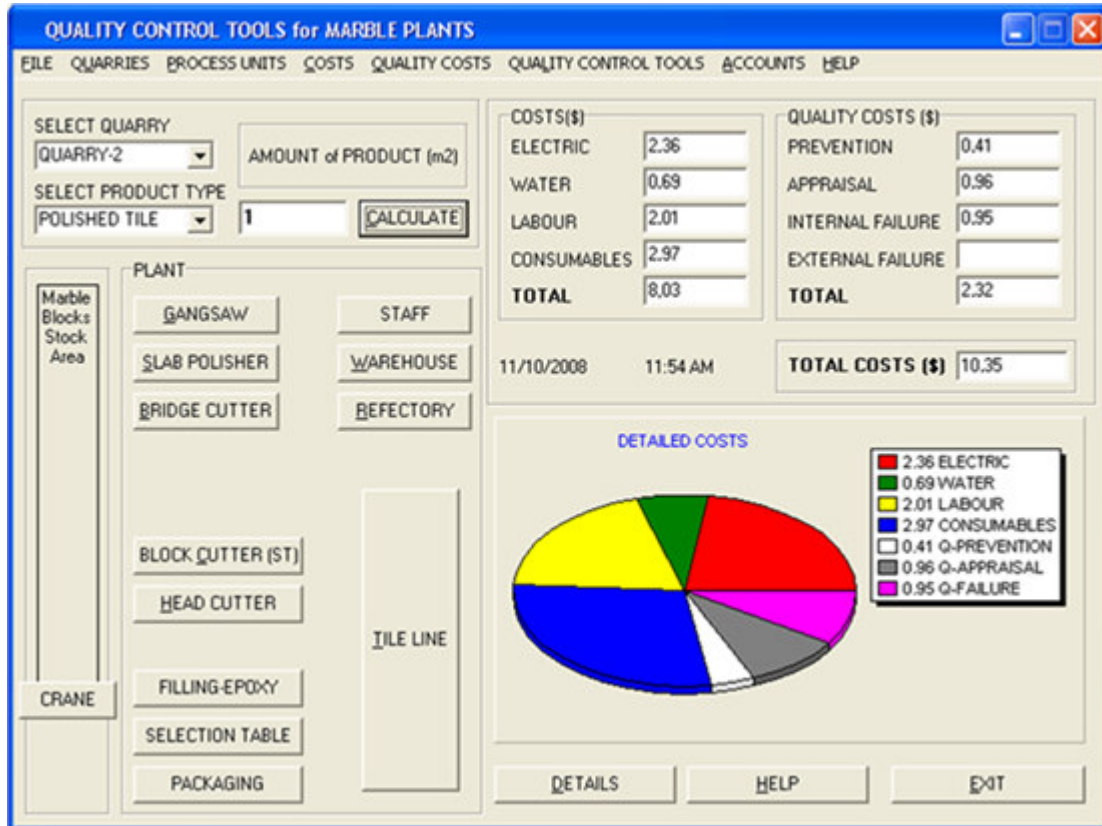 QUALITY CONTROL TOOLS for MARBLE PLANTS
FILE QUARRIES PROCESS UNITS COSTS QUALITY COSTS QUALITY CONTROL TOOLS ACCOUNTS HELP
SELECT QUARRY
QUARRY-2
AMOUNT of PRODUCT (m2)
SELECT PRODUCT TYPE
POLISHED TILE
1
CALCULATE
COSTS($)
ELECTRIC 2.36
WATER 0.69
LABOUR 2.01
CONSUMABLES 2.97
TOTAL 8,03
QUALITY COSTS ($)
PREVENTION 0.41
APPRAISAL 0.96
INTERNAL FAILURE 0.95
EXTERNAL FAILURE
TOTAL 2.32
11/10/2008 11:54 AM
TOTAL COSTS ($) 10,35
Marble
Blocks
Stock
Area
CRANE
PLANT
GANGSAW
STAFF
SLAB POLISHER
WAREHOUSE
BRIDGE CUTTER
REFECTORY
BLOCK CUTTER (ST)
HEAD CUTTER
TILE LINE
FILLING-EPOXY
SELECTION TABLE
PACKAGING
DETAILED COSTS
2.36 ELECTRIC
0.69 WATER
2.01 LABOUR
2.97 CONSUMABLES
0.41 Q-PREVENTION
0.96 Q-APPRAISAL
0.95 Q-FAILURE
DETAILS
HELP
EXIT